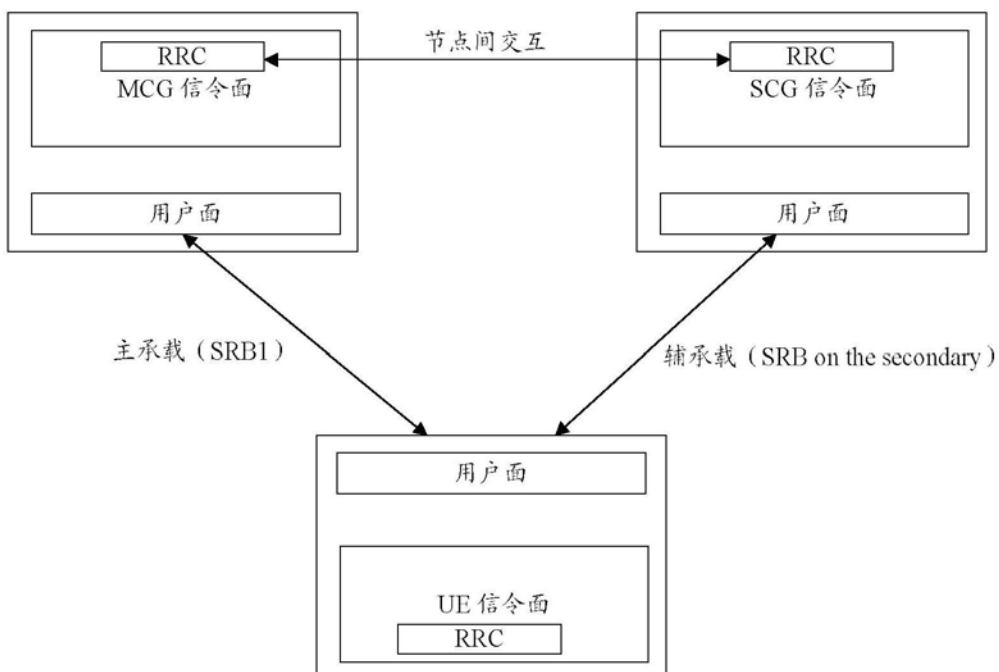 节点间交互
RRC
MCG 信令面
RRC
SCG 信令面
用户面
用户面
主承载（SRB1）
辅承载（SRB on the secondary）
用户面
UE 信令面
RRC